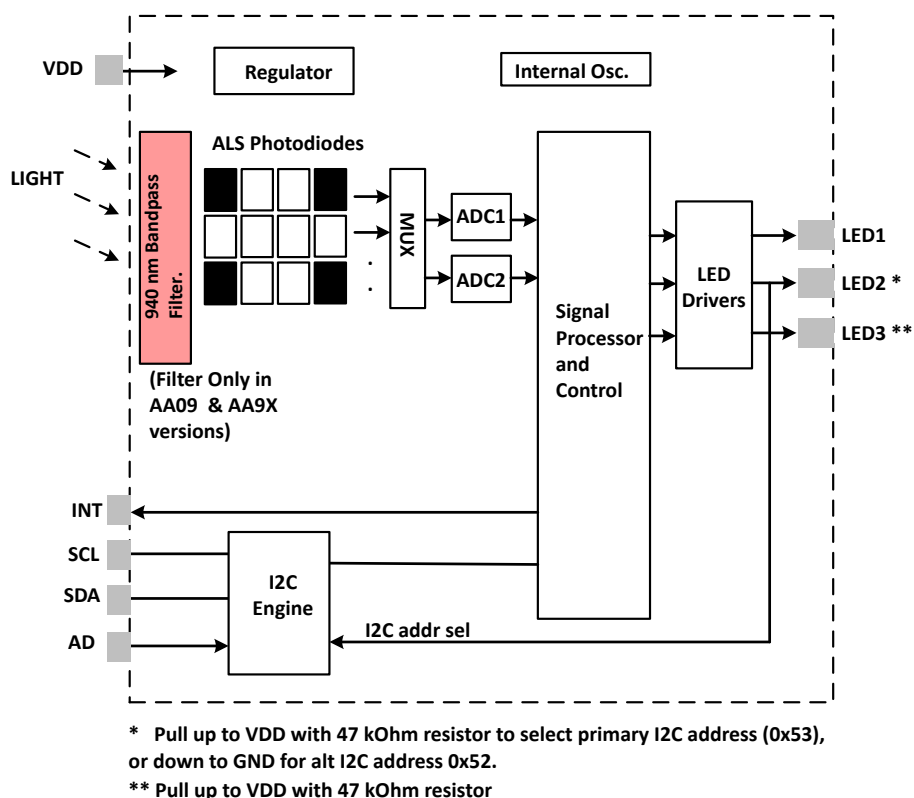 VDD
Regulator
Internal Osc.
ALS Photodiodes
LIGHT
940 nm Bandpass
Filter.
MUX
ADC1
ADC2
Signal
Processor
and
Control
LED
Drivers
LED1
LED2 *
LED3 **
(Filter Only in
AA09 & AA9X
versions)
INT
SCL
SDA
AD
I2C
Engine
I2C addr sel
* Pull up to VDD with 47 kOhm resistor to select primary I2C address (0x53),
or down to GND for alt I2C address 0x52.
** Pull up to VDD with 47 kOhm resistor